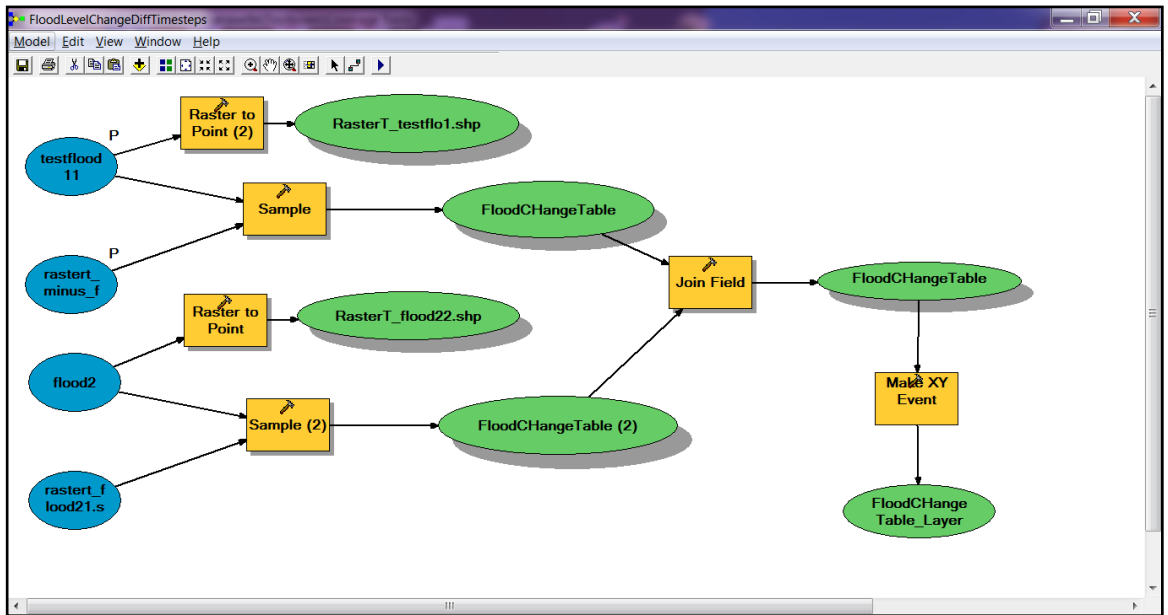 FloodLevelChangeDiffTimesteps
Model Edit View Window Help
Raster to
Point (2)
RasterT_testflo1.shp
P
testflood
11
Sample
FloodCHangeTable
P
rastert_
minus_f
Join Field
FloodCHangeTable
Raster to
Point
RasterT_flood22.shp
flood2
Make XY
Event
Sample (2)
FloodCHangeTable (2)
rastert_f
lood21.s
FloodCHange
Table_Layer